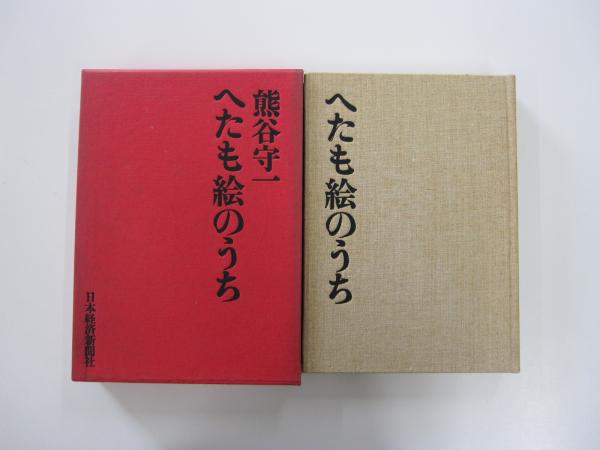 熊谷守一
へたも絵のうち
日本経済新聞社
へたも絵のうち